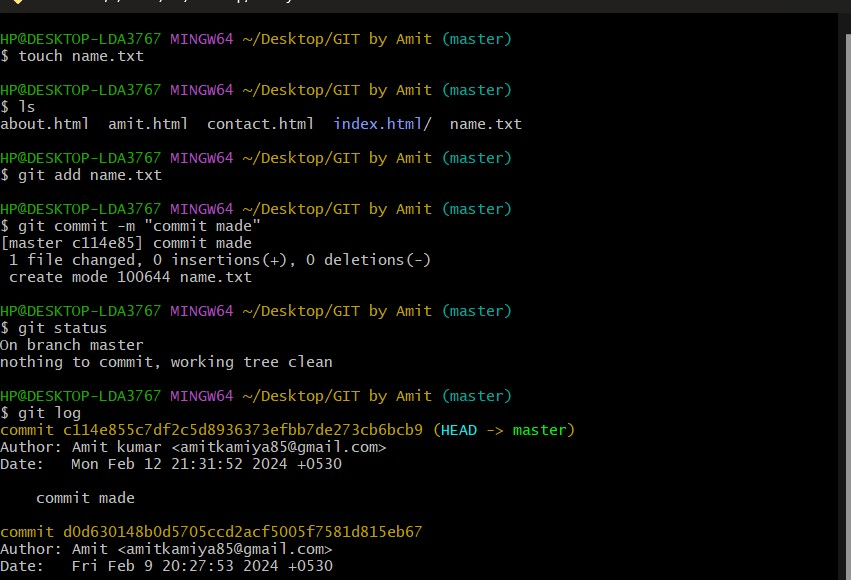 HP@DESKTOP-LDA3767 MINGW64 ~/Desktop/GIT by Amit (master)
$ touch name.txt
HP@DESKTOP-LDA3767 MINGW64 ~/Desktop/GIT by Amit (master)
$ ls
about.html  amit.html  contact.html  index.html/  name.txt
HP@DESKTOP-LDA3767 MINGW64 ~/Desktop/GIT by Amit (master)
$ git add name.txt
HP@DESKTOP-LDA3767 MINGW64 ~/Desktop/GIT by Amit (master)
$ git commit -m "commit made"
[master c114e85] commit made
 1 file changed, 0 insertions(+), 0 deletions(-)
 create mode 100644 name.txt
HP@DESKTOP-LDA3767 MINGW64 ~/Desktop/GIT by Amit (master)
$ git status
On branch master
nothing to commit, working tree clean
HP@DESKTOP-LDA3767 MINGW64 ~/Desktop/GIT by Amit (master)
$ git log
commit c114e855c7df2c5d8936373efbb7de273cb6bcb9 (HEAD -> master)
Author: Amit kumar <amitkamiya85@gmail.com>
Date:   Mon Feb 12 21:31:52 2024 +0530
    commit made
commit d0d630148b0d5705ccd2acf5005f7581d815eb67
Author: Amit <amitkamiya85@gmail.com>
Date:   Fri Feb 9 20:27:53 2024 +0530